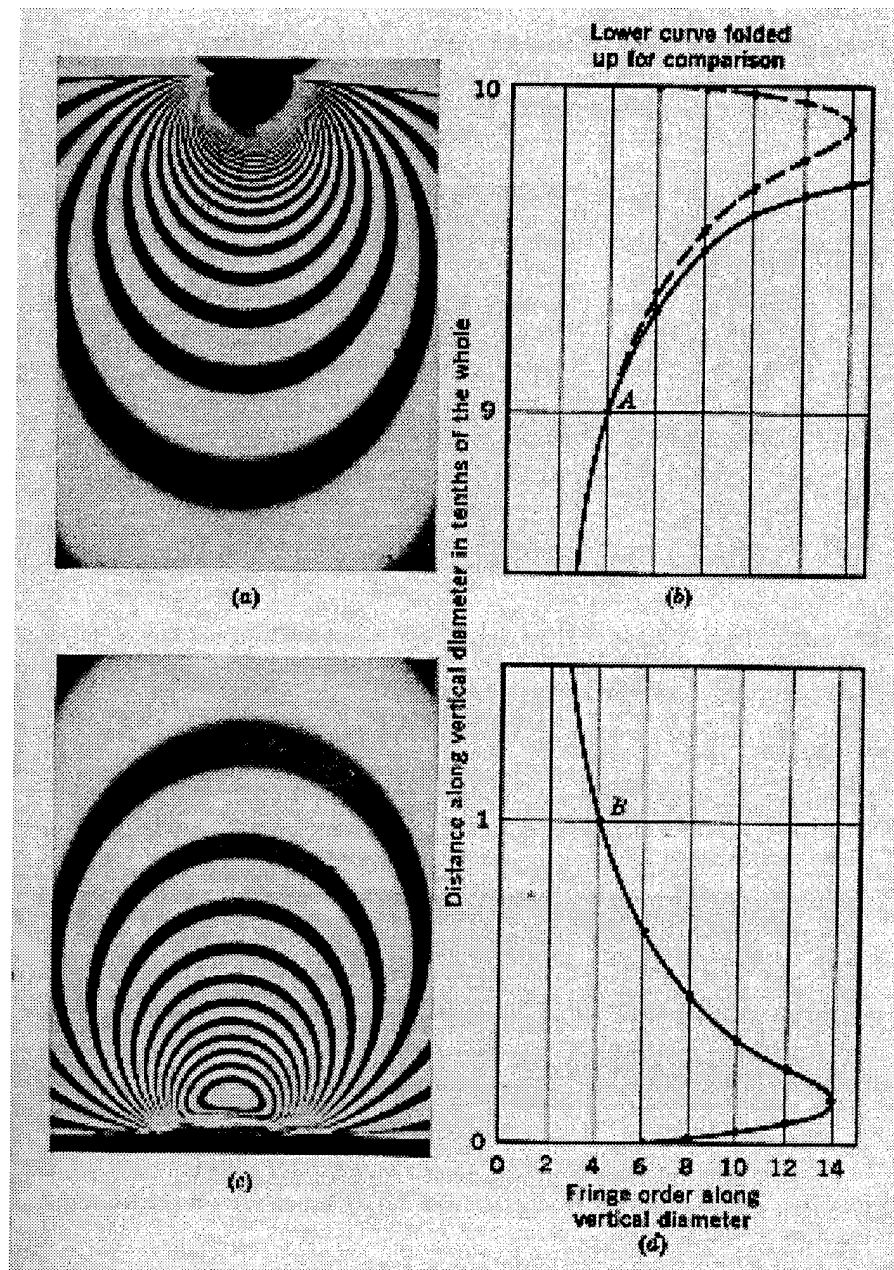 Lower curve folded
up for comparison
10
A
9
(a)
(b)
Distance along vertical diameter in tenths of the whole
B
1
0
0 2 4 6 8 10 12 14
(c)
Fringe order along
vertical diameter
(d)